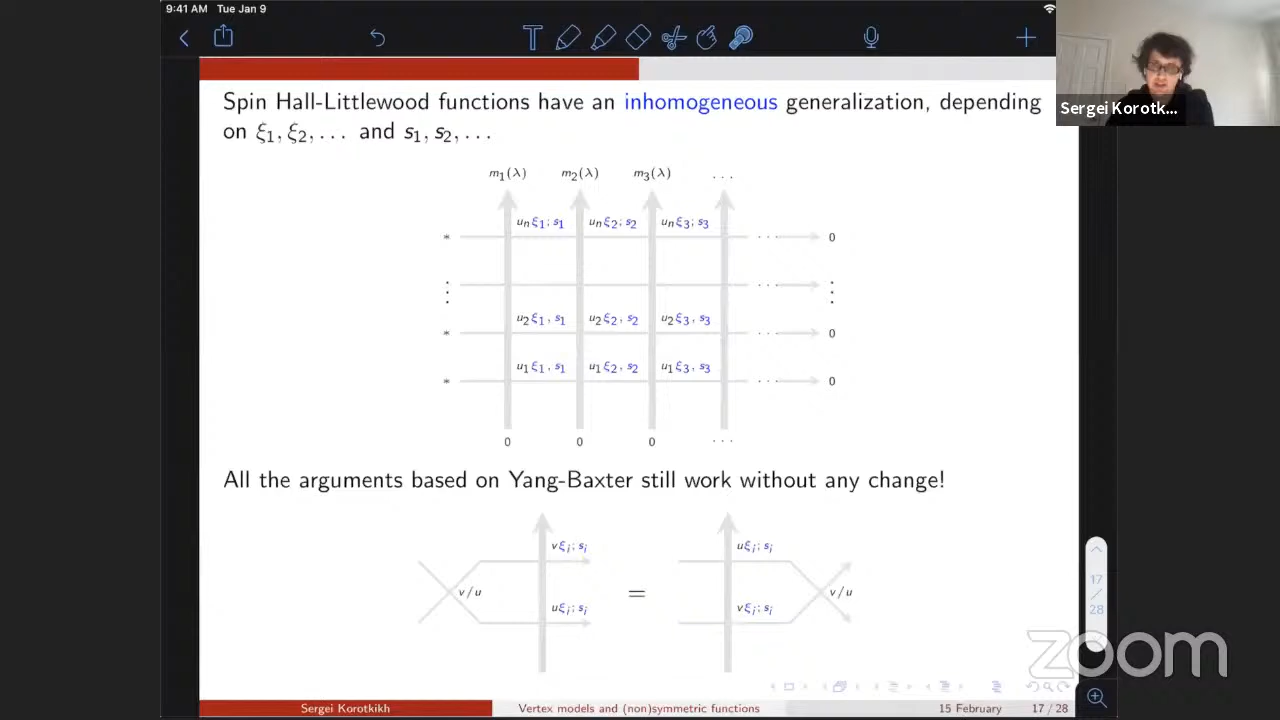 9:41 AM Tue Jan 9
Sergei Korotk...
Spin Hall-Littlewood functions have an inhomogeneous generalization, depending
on ξ₁, ξ₂, ... and s₁, s₂, ...
m₁(λ) m₂(λ) m₃(λ) ...
uₙξ₁; s₁ uₙξ₂; s₂ uₙξ₃; s₃
* ... 0
⋮ ... ⋮
u₂ξ₁, s₁ u₂ξ₂, s₂ u₂ξ₃, s₃
* ... 0
u₁ξ₁, s₁ u₁ξ₂, s₂ u₁ξ₃, s₃
* ... 0
0 0 0 ...
All the arguments based on Yang-Baxter still work without any change!
vξᵢ; sᵢ uξᵢ; sᵢ
v/u = v/u
uξᵢ; sᵢ vξᵢ; sᵢ
17
/
28
zoom
Sergei Korotkikh Vertex models and (non)symmetric functions 15 February 17 / 28